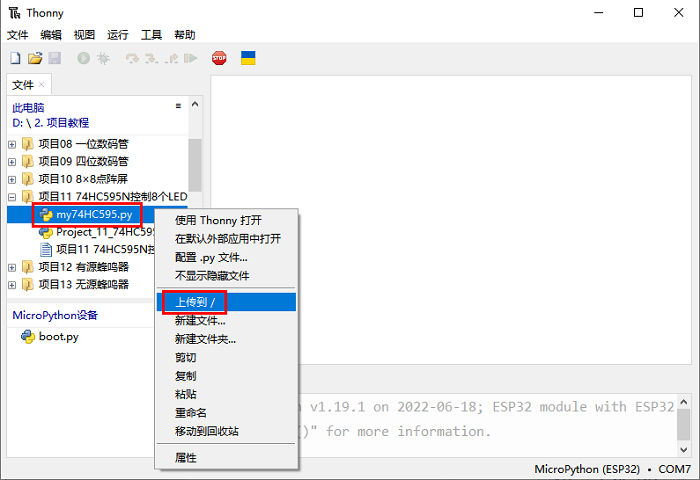 Thonny
文件 编辑 视图 运行 工具 帮助
STOP
文件 ×
此电脑
D: \ 2. 项目教程
项目08 一位数码管
项目09 四位数码管
项目10 8×8点阵屏
项目11 74HC595N控制8个LED
my74HC595.py
Project_11_74HC595
项目11 74HC595N控
项目12 有源蜂鸣器
项目13 无源蜂鸣器
MicroPython设备
boot.py
使用 Thonny 打开
在默认外部应用中打开
配置 .py 文件...
不显示隐藏文件
上传到 /
新建文件...
新建文件夹...
剪切
复制
粘贴
重命名
移动到回收站
属性
v1.19.1 on 2022-06-18; ESP32 module with ESP32
)" for more information.
MicroPython (ESP32) • COM7